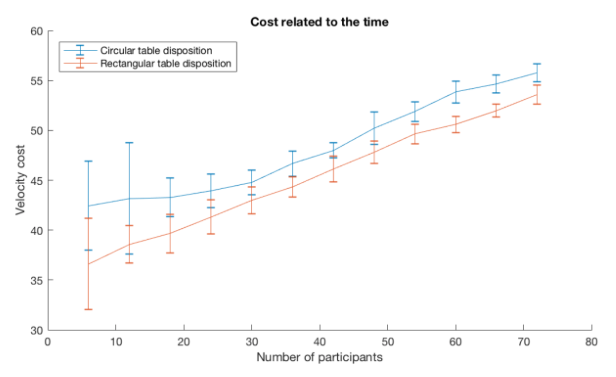 Cost related to the time
Circular table disposition
Rectangular table disposition
Velocity cost
60
55
50
45
40
35
30
0 10 20 30 40 50 60 70 80
Number of participants